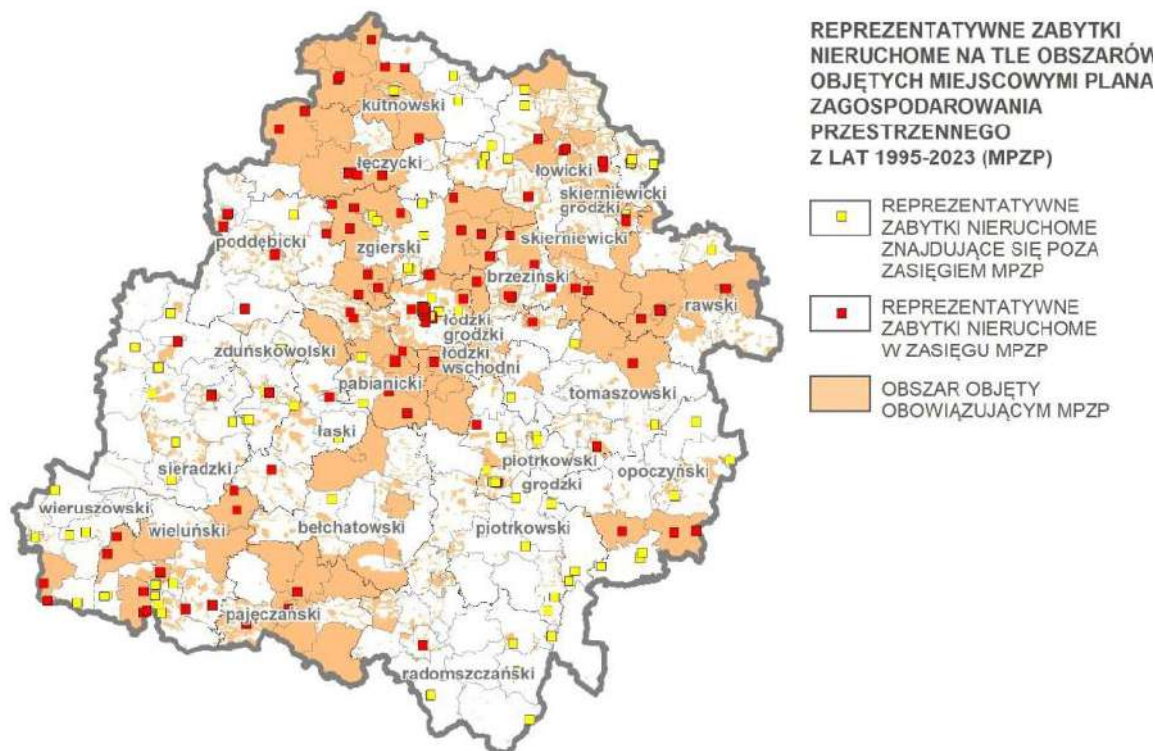 REPREZENTATYWNE ZABYTKI
NIERUCHOME NA TLE OBSZARÓW
OBJĘTYCH MIEJSCOWYMI PLANA
ZAGOSPODAROWANIA
PRZESTRZENNEGO
Z LAT 1995-2023 (MPZP)
REPREZENTATYWNE
ZABYTKI NIERUCHOME
ZNAJDUJĄCE SIĘ POZA
ZASIĘGIEM MPZP
REPREZENTATYWNE
ZABYTKI NIERUCHOME
W ZASIĘGU MPZP
OBSZAR OBJĘTY
OBOWIĄZUJĄCYM MPZP
kutnowski
łęczycki
łowicki
skierniewicki
grodzki
poddębicki
zgierski
skierniewicki
brzeziński
rawski
łódzki
grodzki
zduńskowolski
łódzki
wschodni
pabianicki
tomaszowski
łaski
sieradzki
piotrkowski
grodzki
opoczyński
wieruszowski
wieluński
bełchatowski
piotrkowski
pajęczański
radomszczański